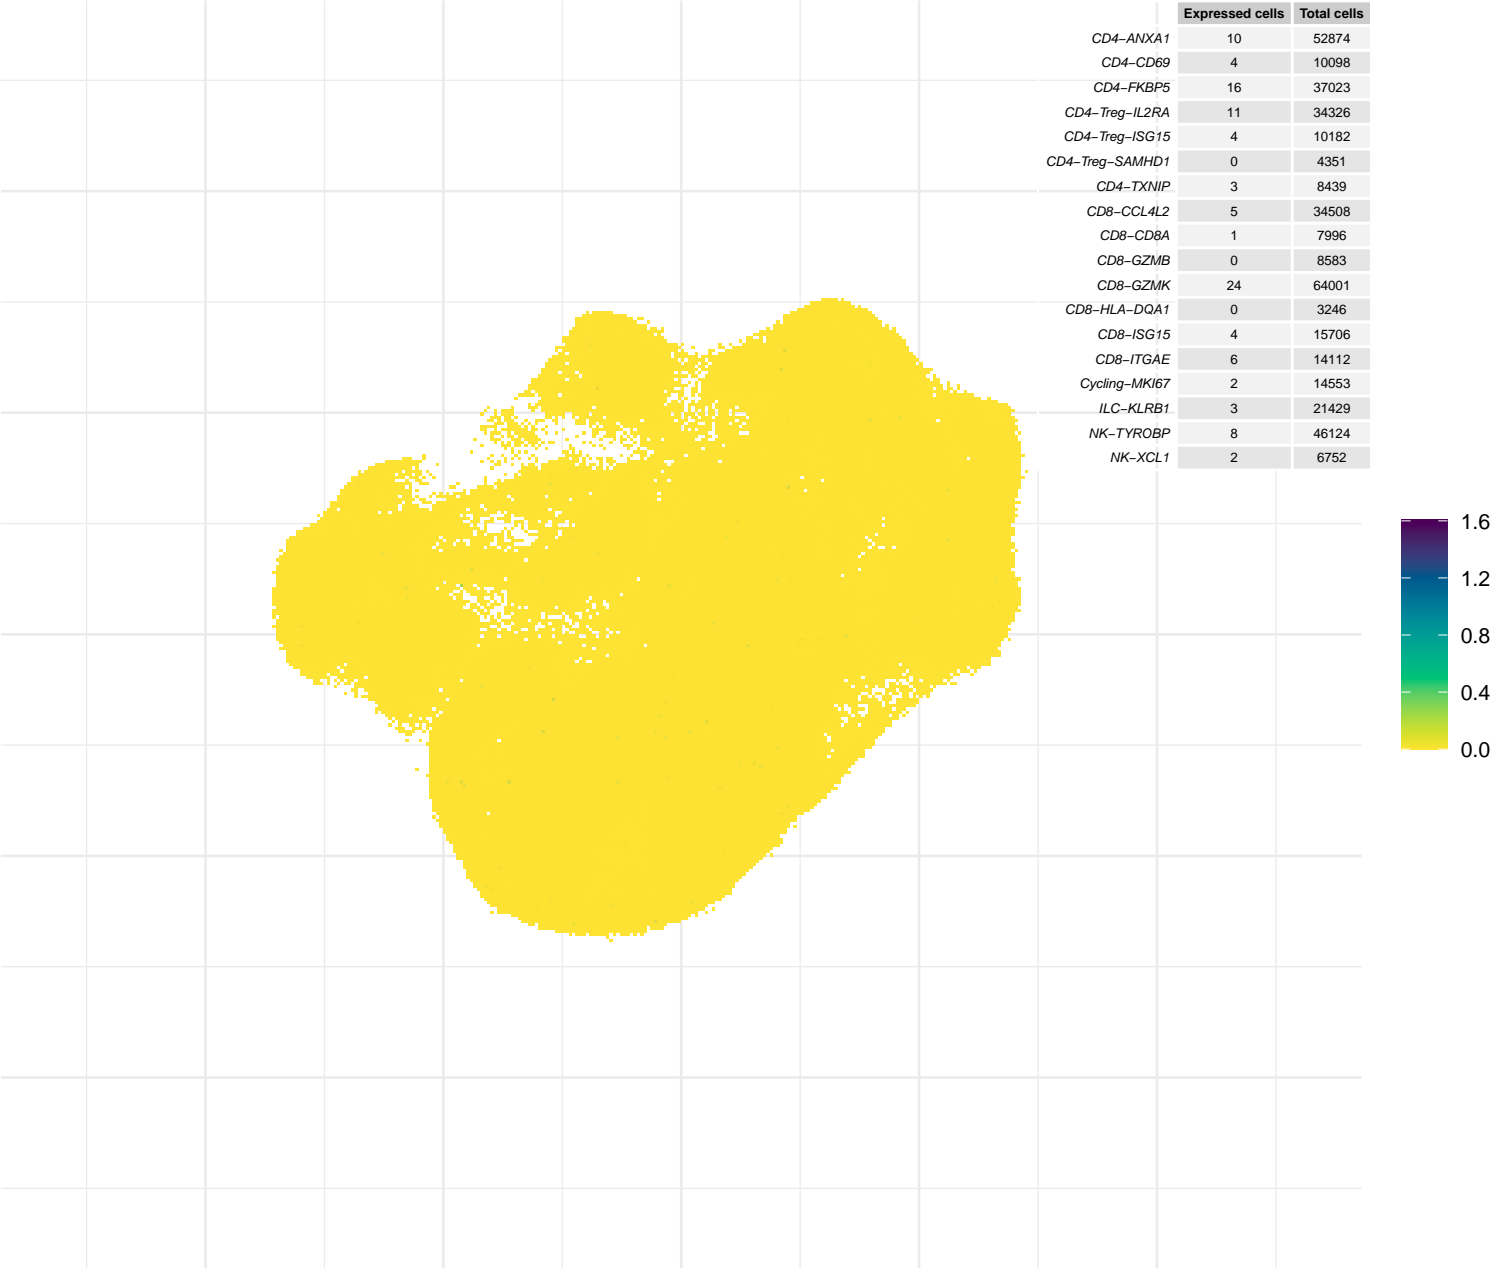 Expressed cells Total cells
CD4−ANXA1 10 52874
CD4−CD69 4 10098
CD4−FKBP5 16 37023
CD4−Treg−IL2RA 11 34326
CD4−Treg−ISG15 4 10182
CD4−Treg−SAMHD1 0 4351
CD4−TXNIP 3 8439
CD8−CCL4L2 5 34508
CD8−CD8A 1 7996
CD8−GZMB 0 8583
CD8−GZMK 24 64001
CD8−HLA−DQA1 0 3246
CD8−ISG15 4 15706
CD8−ITGAE 6 14112
Cycling−MKI67 2 14553
ILC−KLRB1 3 21429
NK−TYROBP 8 46124
NK−XCL1 2 6752
1.6
1.2
0.8
0.4
0.0